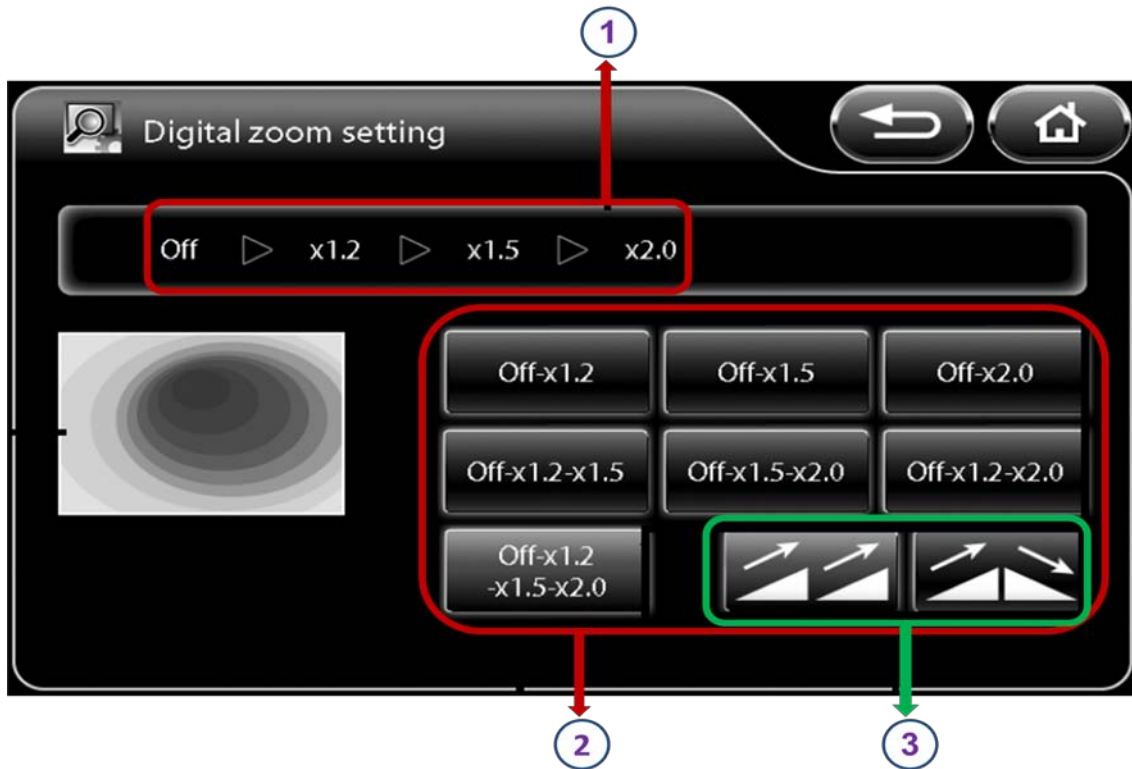 1
Digital zoom setting
Off x1.2 x1.5 x2.0
Off-x1.2 Off-x1.5 Off-x2.0
Off-x1.2-x1.5 Off-x1.5-x2.0 Off-x1.2-x2.0
Off-x1.2
-x1.5-x2.0
2 3